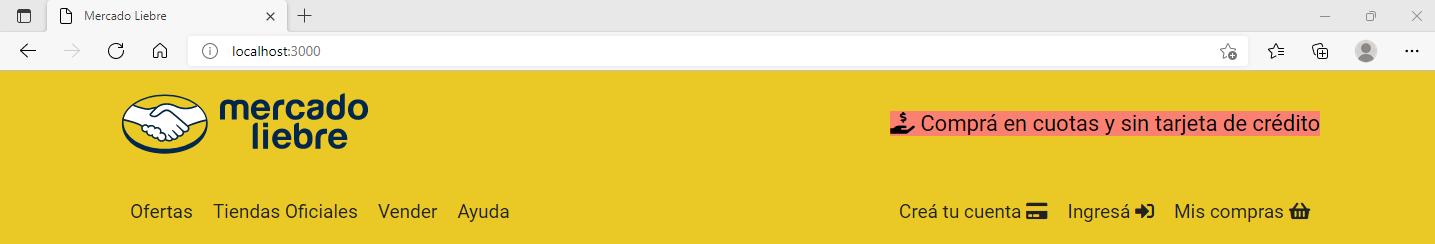 Mercado Liebre
localhost:3000
mercado
liebre
Comprá en cuotas y sin tarjeta de crédito
Ofertas Tiendas Oficiales Vender Ayuda
Creá tu cuenta Ingresá Mis compras